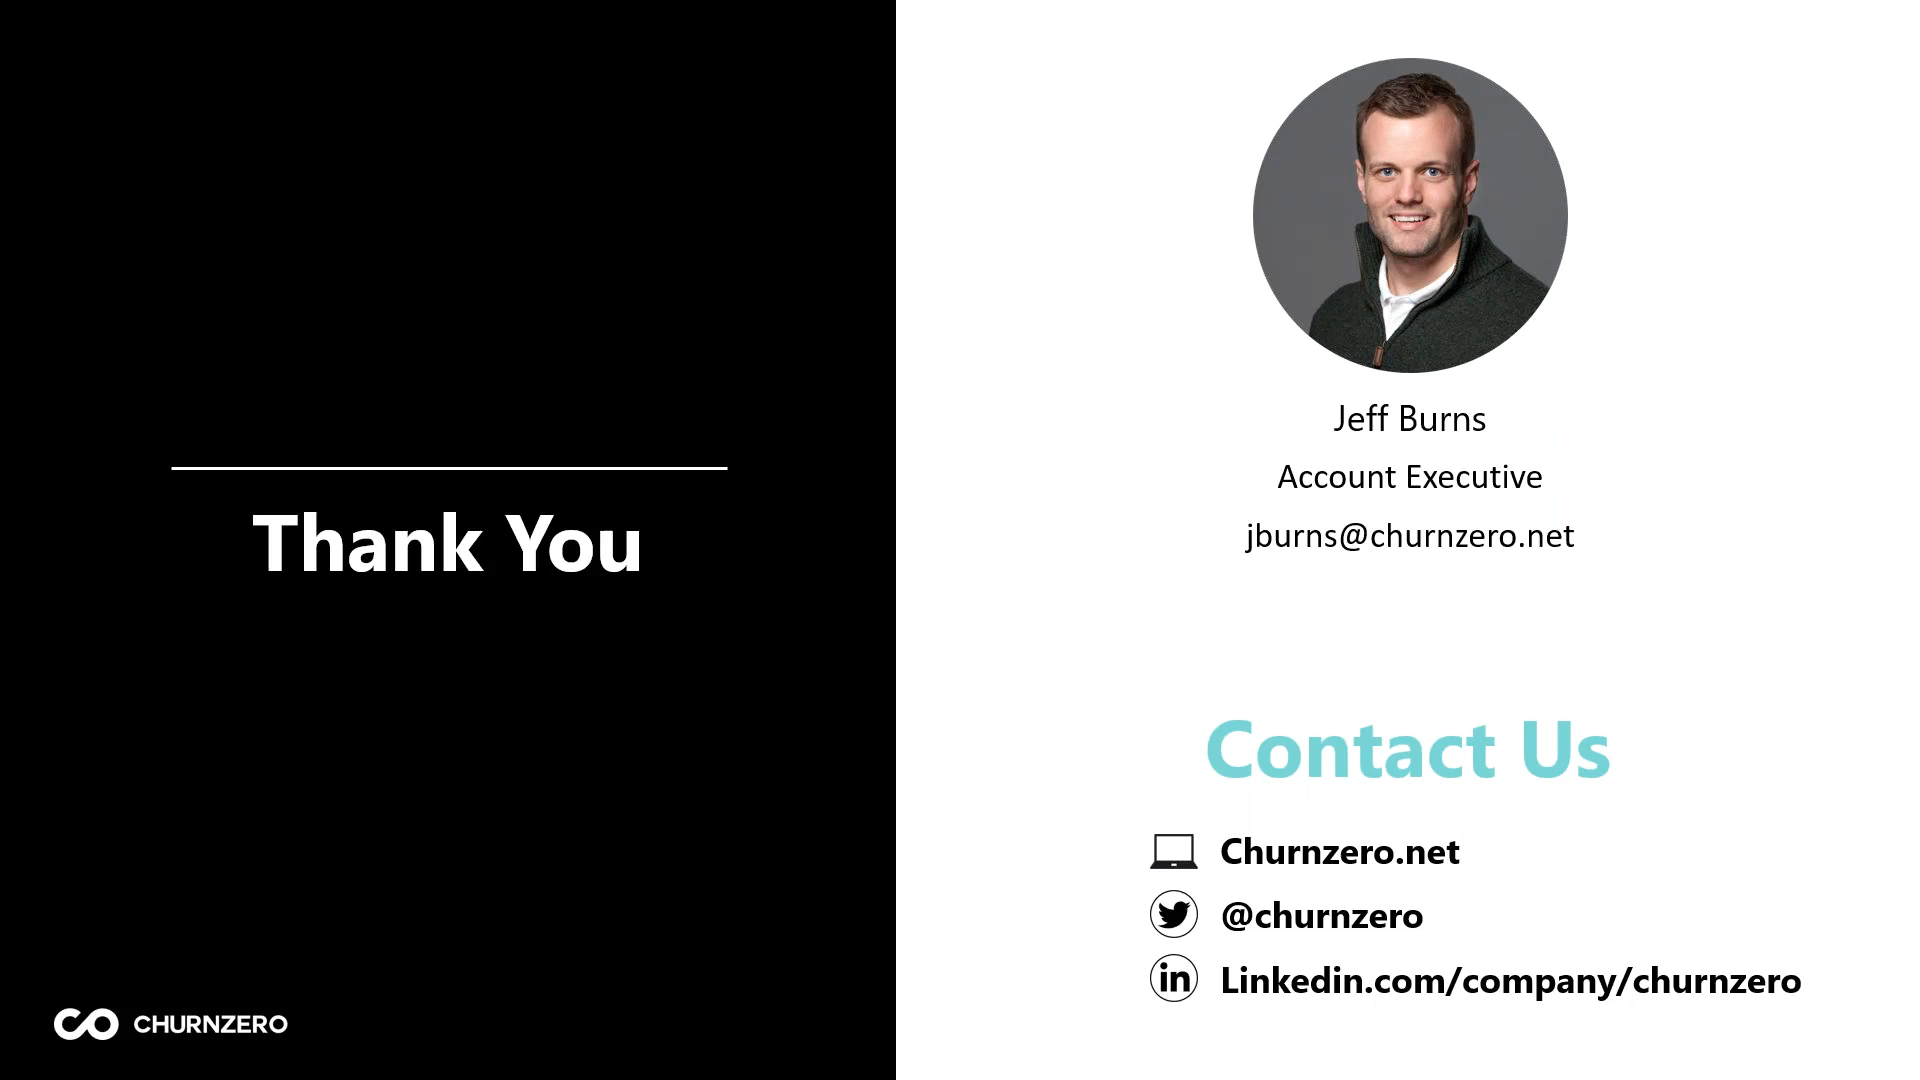 Thank You
CHURNZERO
Jeff Burns
Account Executive
jburns@churnzero.net
Contact Us
Churnzero.net
@churnzero
in
Linkedin.com/company/churnzero